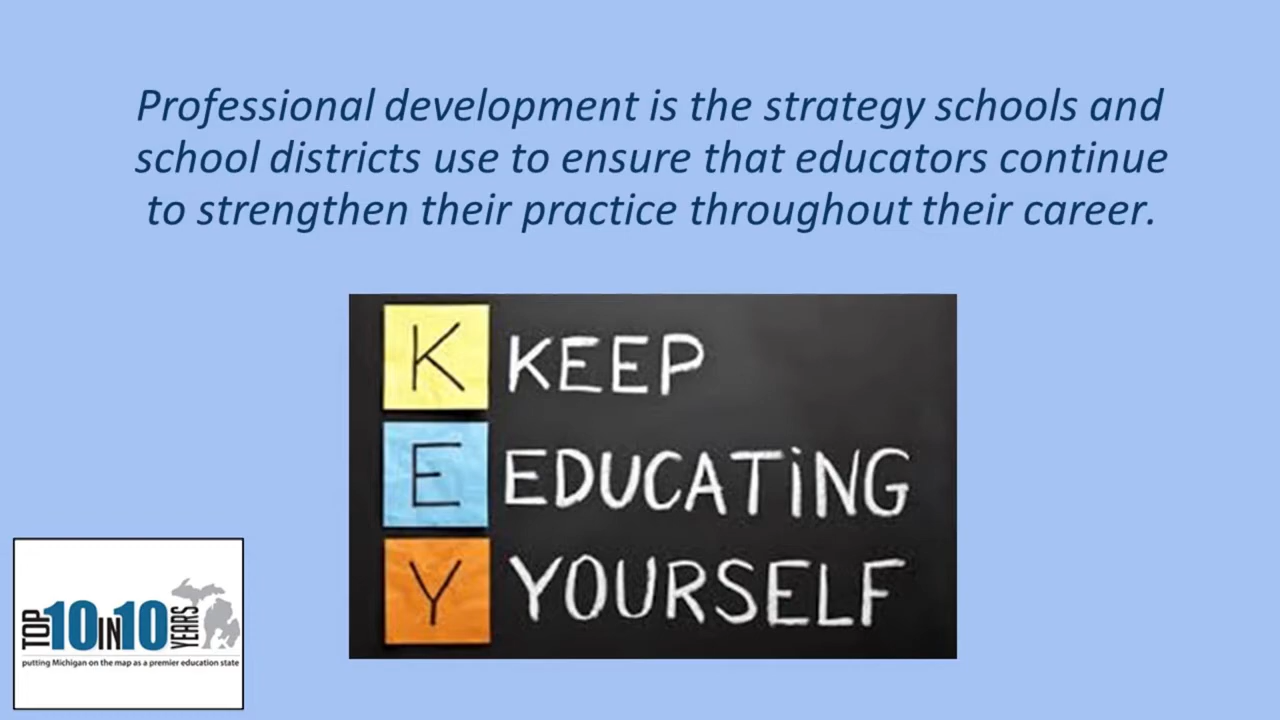 Professional development is the strategy schools and
school districts use to ensure that educators continue
to strengthen their practice throughout their career.
K KEEP
E EDUCATiNG
Y YOURSELF
TOP 10 IN 10 YEARS
putting Michigan on the map as a premier education state